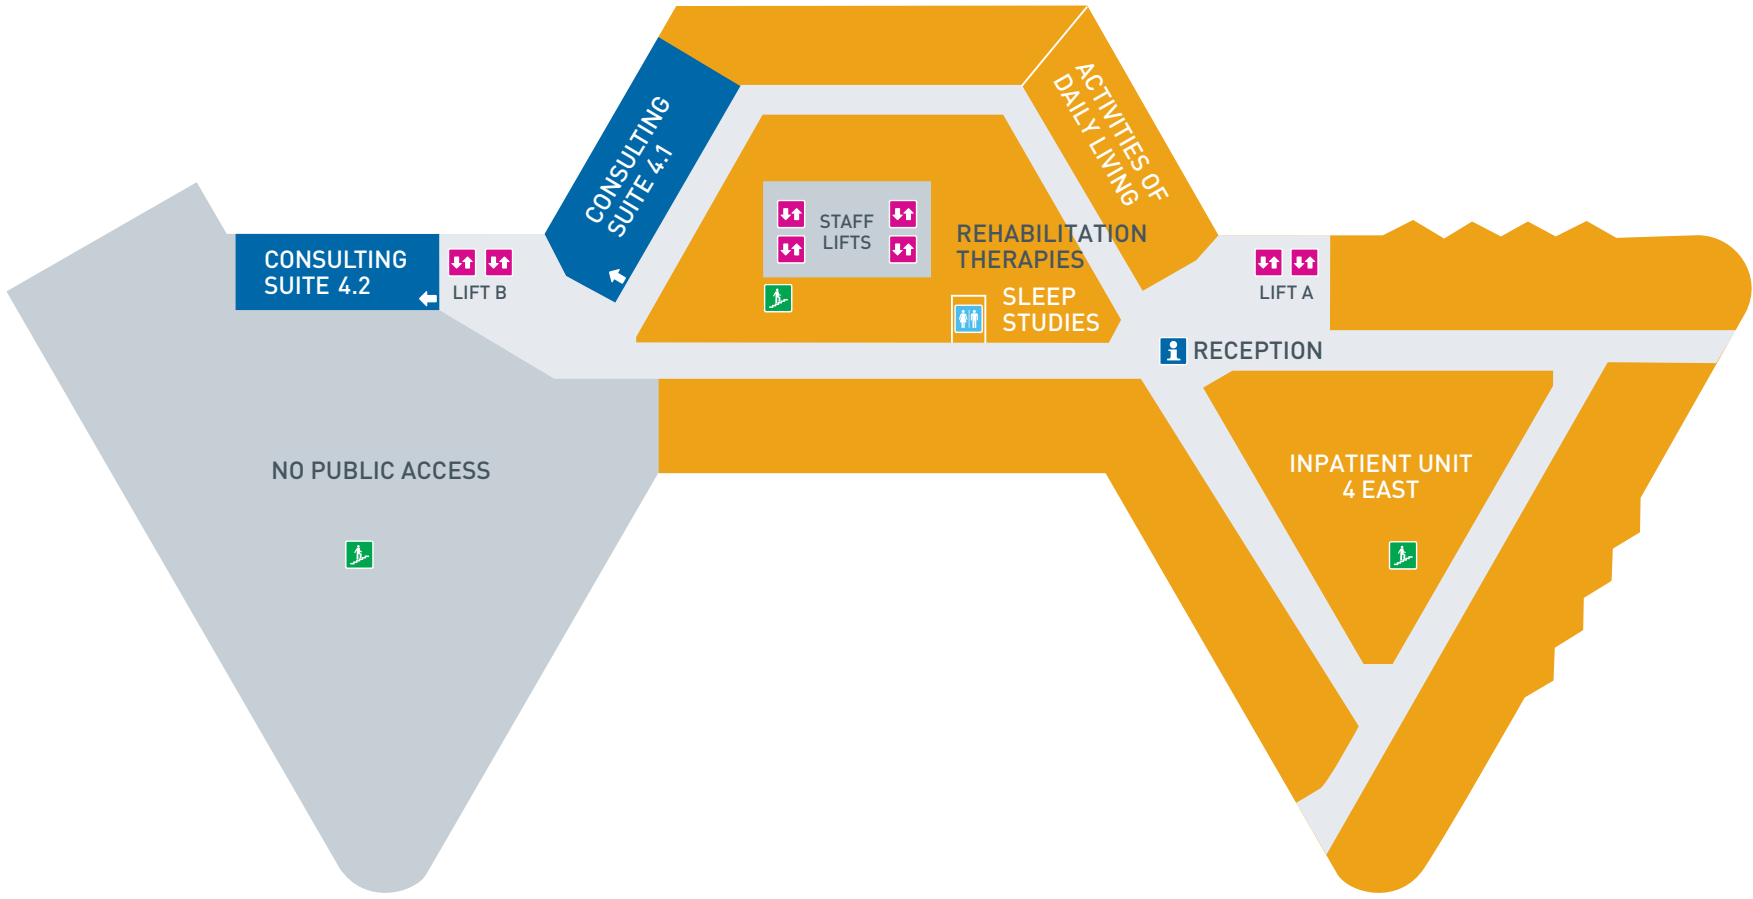 ACTIVITIES OF
DAILY LIVING
CONSULTING
SUITE 4.1
STAFF
LIFTS
REHABILITATION
THERAPIES
CONSULTING
SUITE 4.2
LIFT B
LIFT A
SLEEP
STUDIES
RECEPTION
NO PUBLIC ACCESS
INPATIENT UNIT
4 EAST